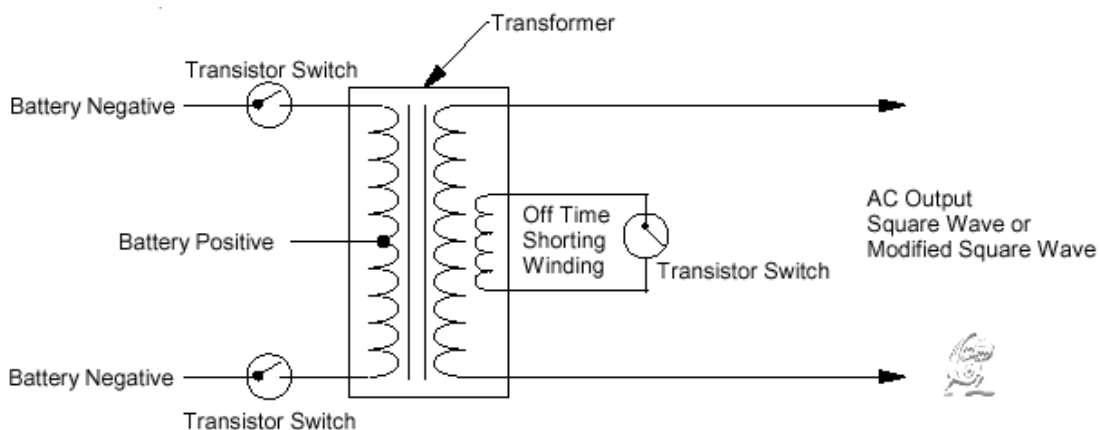 Transformer
Transistor Switch
Battery Negative
Battery Positive
Off Time
Shorting
Winding
Transistor Switch
AC Output
Square Wave or
Modified Square Wave
Battery Negative
Transistor Switch